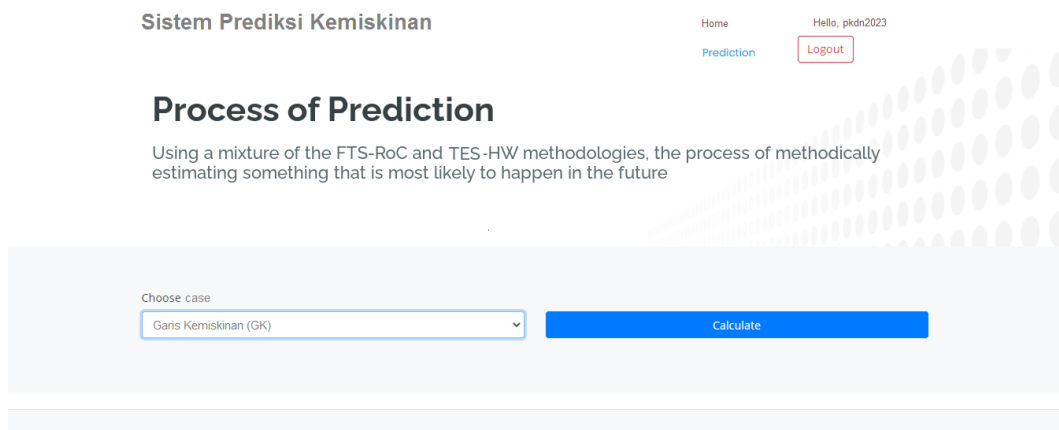 Sistem Prediksi Kemiskinan
Home
Hello, pkdn2023
Prediction
Logout
Process of Prediction
Using a mixture of the FTS-RoC and TES-HW methodologies, the process of methodically
estimating something that is most likely to happen in the future
Choose case
Garis Kemiskinan (GK)
Calculate